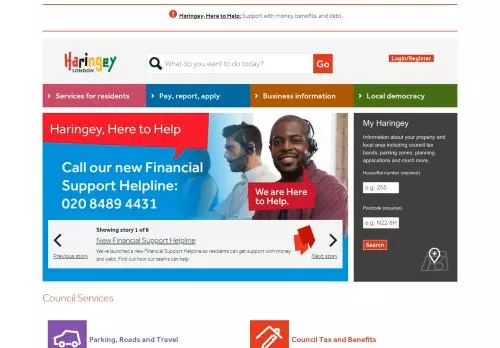 Haringey, Here to Help: Support with money, benefits, and debt.
Haringey
LONDON
What do you want to do today?
Go
Login/Register
Services for residents
Pay, report, apply
Business information
Local democracy
Haringey, Here to Help
Call our new Financial
Support Helpline:
020 8489 4431
We are Here
to Help.
Showing story 1 of 6
New Financial Support Helpline
We've launched a new Financial Support Helpline so residents can get support with money
and debt. Find out how our teams can help.
Previous story
Next story
My Haringey
Information about your property and
local area including council tax
bands, parking zones, planning
applications and much more.
House/flat number (required)
e.g. 255
Postcode (required)
e.g. N22 8H
Search
Council Services
Parking, Roads and Travel
Council Tax and Benefits